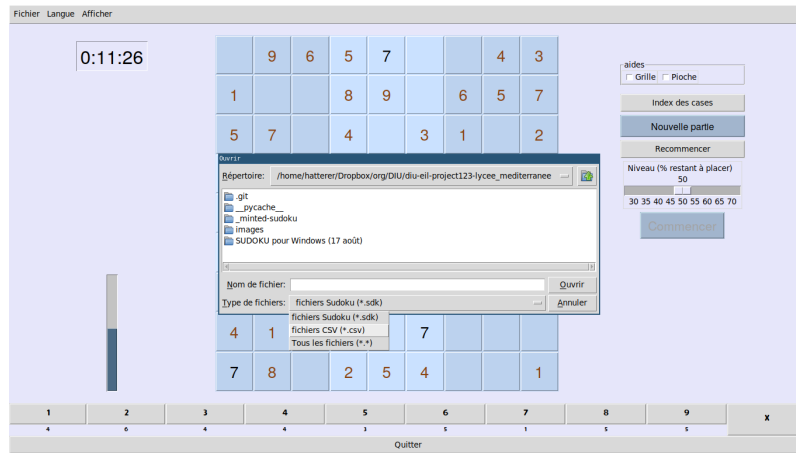 Fichier Langue Afficher
0:11:26
9 6 5 7 4 3
1 8 9 6 5 7
5 7 4 3 1 2
aides
Grille Pioche
Index des cases
Nouvelle partie
Recommencer
Niveau (% restant à placer)
50
30 35 40 45 50 55 60 65 70
Commencer
Ouvrir
Répertoire: /home/hatterer/Dropbox/org/DIU/diu-eil-project123-lycee_mediterranee
.git
__pycache__
_minted-sudoku
images
SUDOKU pour Windows (17 août)
Nom de fichier: Ouvrir
Type de fichiers: fichiers Sudoku (*.sdk) Annuler
fichiers Sudoku (*.sdk)
fichiers CSV (*.csv)
Tous les fichiers (*.*)
4 1 7
7 8 2 5 4 1
1 2 3 4 5 6 7 8 9 x
4 6 4 4 3 5 1 5 5
Quitter